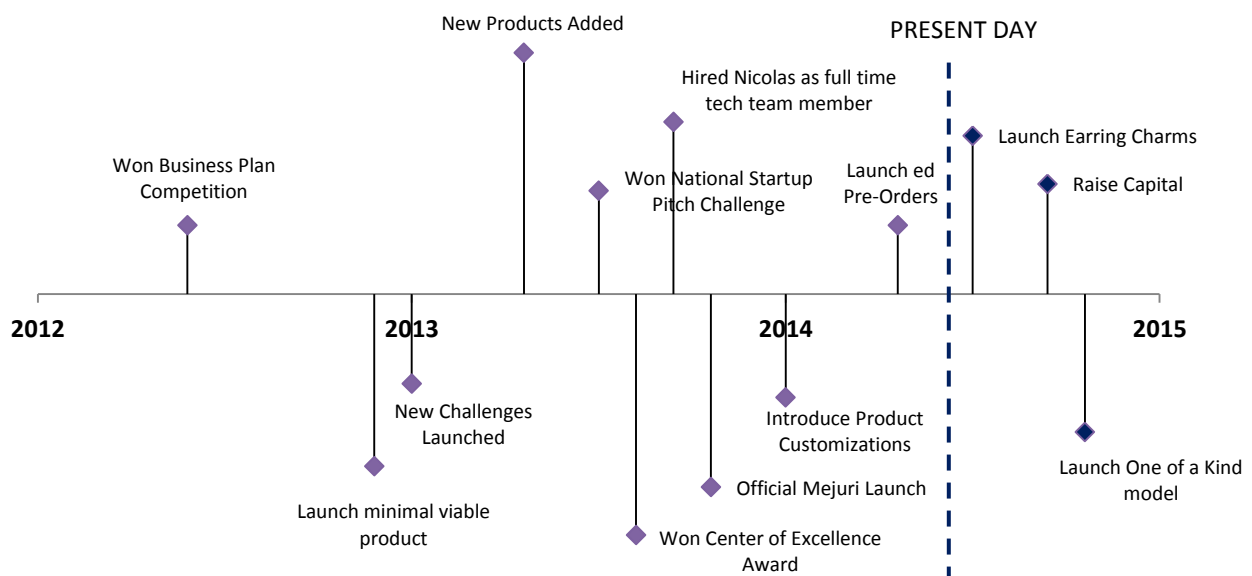 New Products Added
PRESENT DAY
Hired Nicolas as full time
tech team member
Won Business Plan
Competition
Won National Startup
Pitch Challenge
Launch ed
Pre-Orders
Launch Earring Charms
Raise Capital
2012
2013
2014
2015
New Challenges
Launched
Introduce Product
Customizations
Launch One of a Kind
model
Official Mejuri Launch
Launch minimal viable
product
Won Center of Excellence
Award